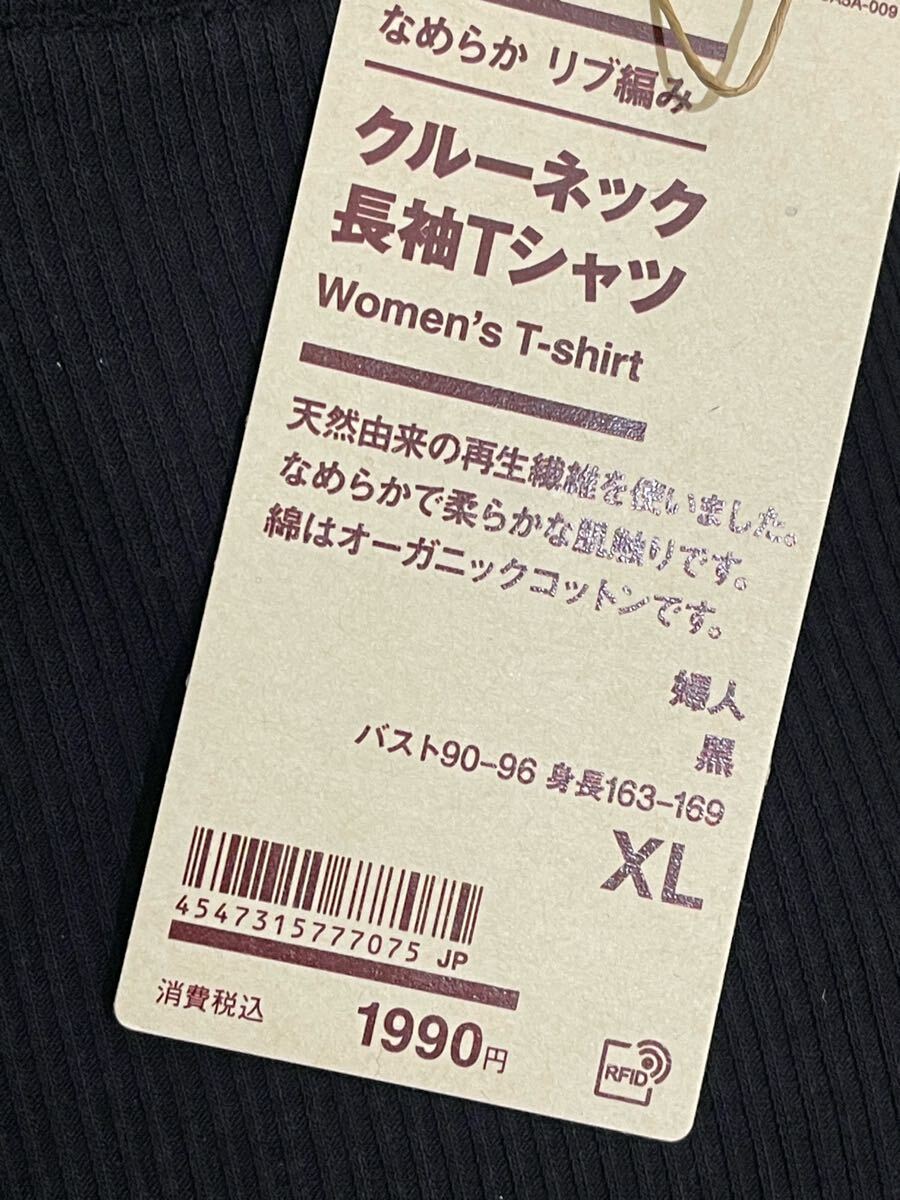 なめらか リブ編み
クルーネック
長袖Tシャツ
Women's T-shirt
天然由来の再生繊維を使いました。
なめらかで柔らかな肌触りです。
綿はオーガニックコットンです。
婦人
黒
バスト90-96 身長163-169
XL
4547315777075 JP
消費税込 1990円
RFID